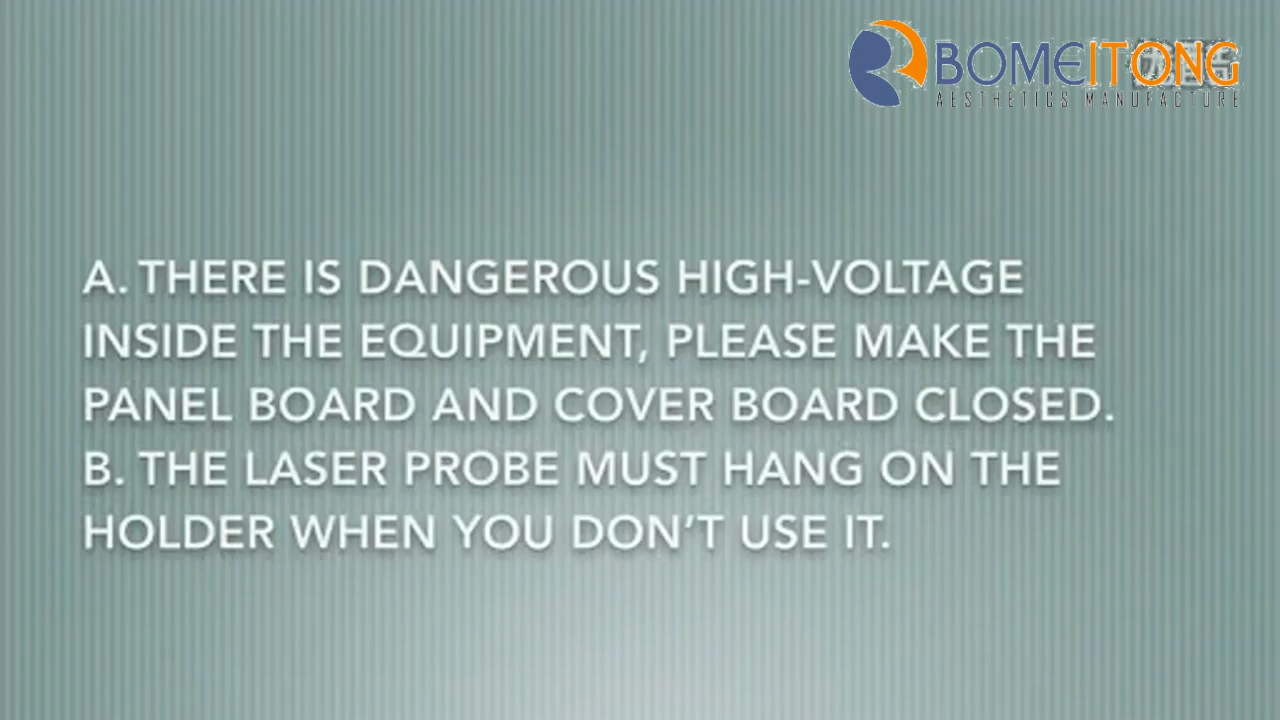 BOMEITONG
AESTHETICS MANUFACTURE
A. THERE IS DANGEROUS HIGH-VOLTAGE
INSIDE THE EQUIPMENT, PLEASE MAKE THE
PANEL BOARD AND COVER BOARD CLOSED.
B. THE LASER PROBE MUST HANG ON THE
HOLDER WHEN YOU DON’T USE IT.